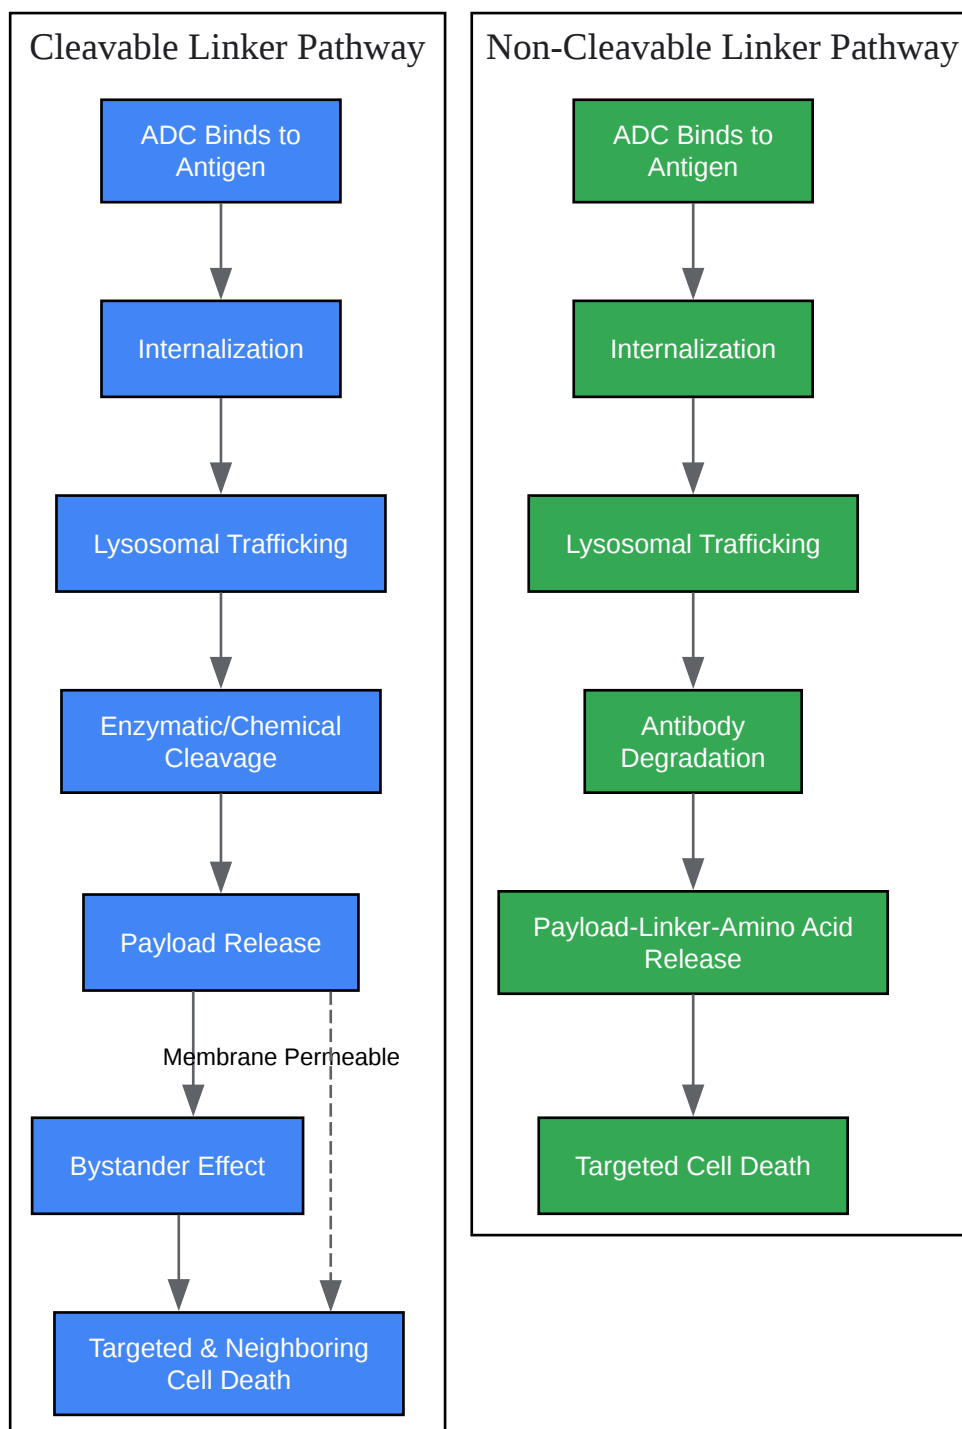 Cleavable Linker Pathway
ADC Binds to
Antigen
Internalization
Lysosomal Trafficking
Enzymatic/Chemical
Cleavage
Payload Release
Membrane Permeable
Bystander Effect
Targeted & Neighboring
Cell Death
Non-Cleavable Linker Pathway
ADC Binds to
Antigen
Internalization
Lysosomal Trafficking
Antibody
Degradation
Payload-Linker-Amino Acid
Release
Targeted Cell Death